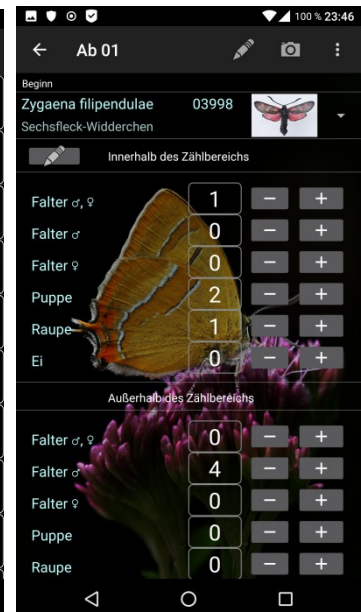 100 % 23:46
Ab 01
Beginn
Zygaena filipendulae 03998
Sechsfleck-Widderchen
Innerhalb des Zählbereichs
Falter ♂, ♀ 1 − +
Falter ♂ 0 − +
Falter ♀ 0 − +
Puppe 2 − +
Raupe 1 − +
Ei 0 − +
Außerhalb des Zählbereichs
Falter ♂, ♀ 0 − +
Falter ♂ 4 − +
Falter ♀ 0 − +
Puppe 0 − +
Raupe 0 − +